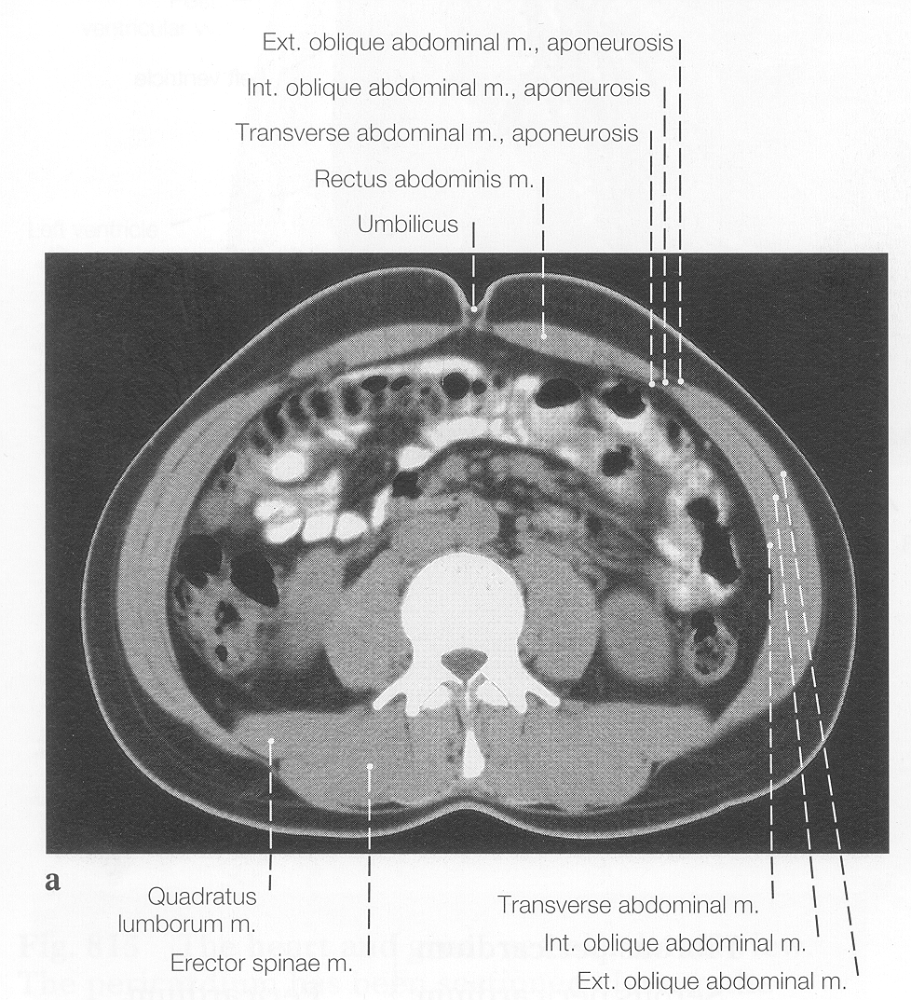 Ext. oblique abdominal m., aponeurosis
Int. oblique abdominal m., aponeurosis
Transverse abdominal m., aponeurosis
Rectus abdominis m.
Umbilicus
a
Quadratus
lumborum m.
Erector spinae m.
Transverse abdominal m.
Int. oblique abdominal m.
Ext. oblique abdominal m.